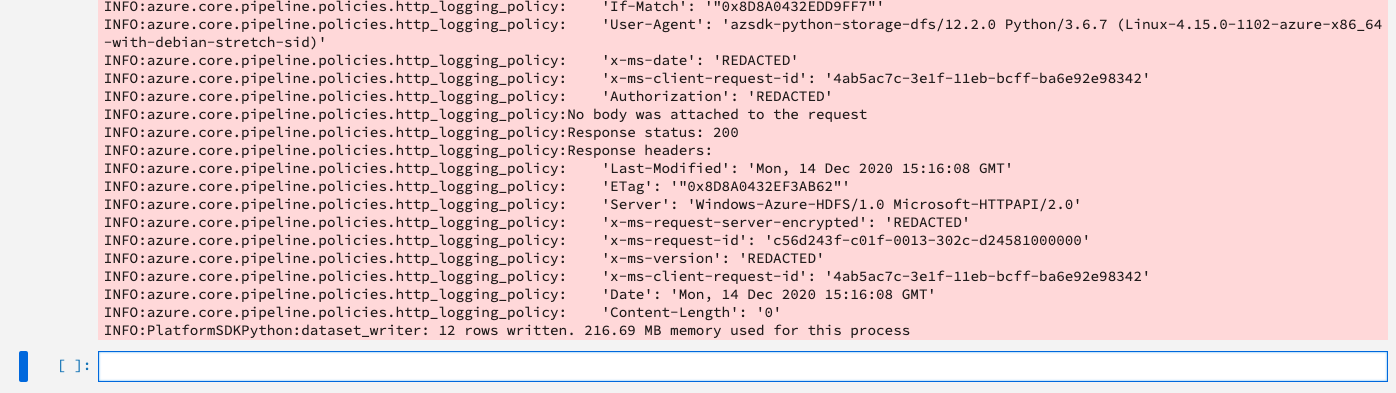 INFO:azure.core.pipeline.policies.http_logging_policy:    'If-Match': '"0x8D8A0432EDD9FF7"'
INFO:azure.core.pipeline.policies.http_logging_policy:    'User-Agent': 'azsdk-python-storage-dfs/12.2.0 Python/3.6.7 (Linux-4.15.0-1102-azure-x86_64
-with-debian-stretch-sid)'
INFO:azure.core.pipeline.policies.http_logging_policy:    'x-ms-date': 'REDACTED'
INFO:azure.core.pipeline.policies.http_logging_policy:    'x-ms-client-request-id': '4ab5ac7c-3e1f-11eb-bcff-ba6e92e98342'
INFO:azure.core.pipeline.policies.http_logging_policy:    'Authorization': 'REDACTED'
INFO:azure.core.pipeline.policies.http_logging_policy:No body was attached to the request
INFO:azure.core.pipeline.policies.http_logging_policy:Response status: 200
INFO:azure.core.pipeline.policies.http_logging_policy:Response headers:
INFO:azure.core.pipeline.policies.http_logging_policy:    'Last-Modified': 'Mon, 14 Dec 2020 15:16:08 GMT'
INFO:azure.core.pipeline.policies.http_logging_policy:    'ETag': '"0x8D8A0432EF3AB62"'
INFO:azure.core.pipeline.policies.http_logging_policy:    'Server': 'Windows-Azure-HDFS/1.0 Microsoft-HTTPAPI/2.0'
INFO:azure.core.pipeline.policies.http_logging_policy:    'x-ms-request-server-encrypted': 'REDACTED'
INFO:azure.core.pipeline.policies.http_logging_policy:    'x-ms-request-id': 'c56d243f-c01f-0013-302c-d24581000000'
INFO:azure.core.pipeline.policies.http_logging_policy:    'x-ms-version': 'REDACTED'
INFO:azure.core.pipeline.policies.http_logging_policy:    'x-ms-client-request-id': '4ab5ac7c-3e1f-11eb-bcff-ba6e92e98342'
INFO:azure.core.pipeline.policies.http_logging_policy:    'Date': 'Mon, 14 Dec 2020 15:16:08 GMT'
INFO:azure.core.pipeline.policies.http_logging_policy:    'Content-Length': '0'
INFO:PlatformSDKPython:dataset_writer: 12 rows written. 216.69 MB memory used for this process
[ ]: